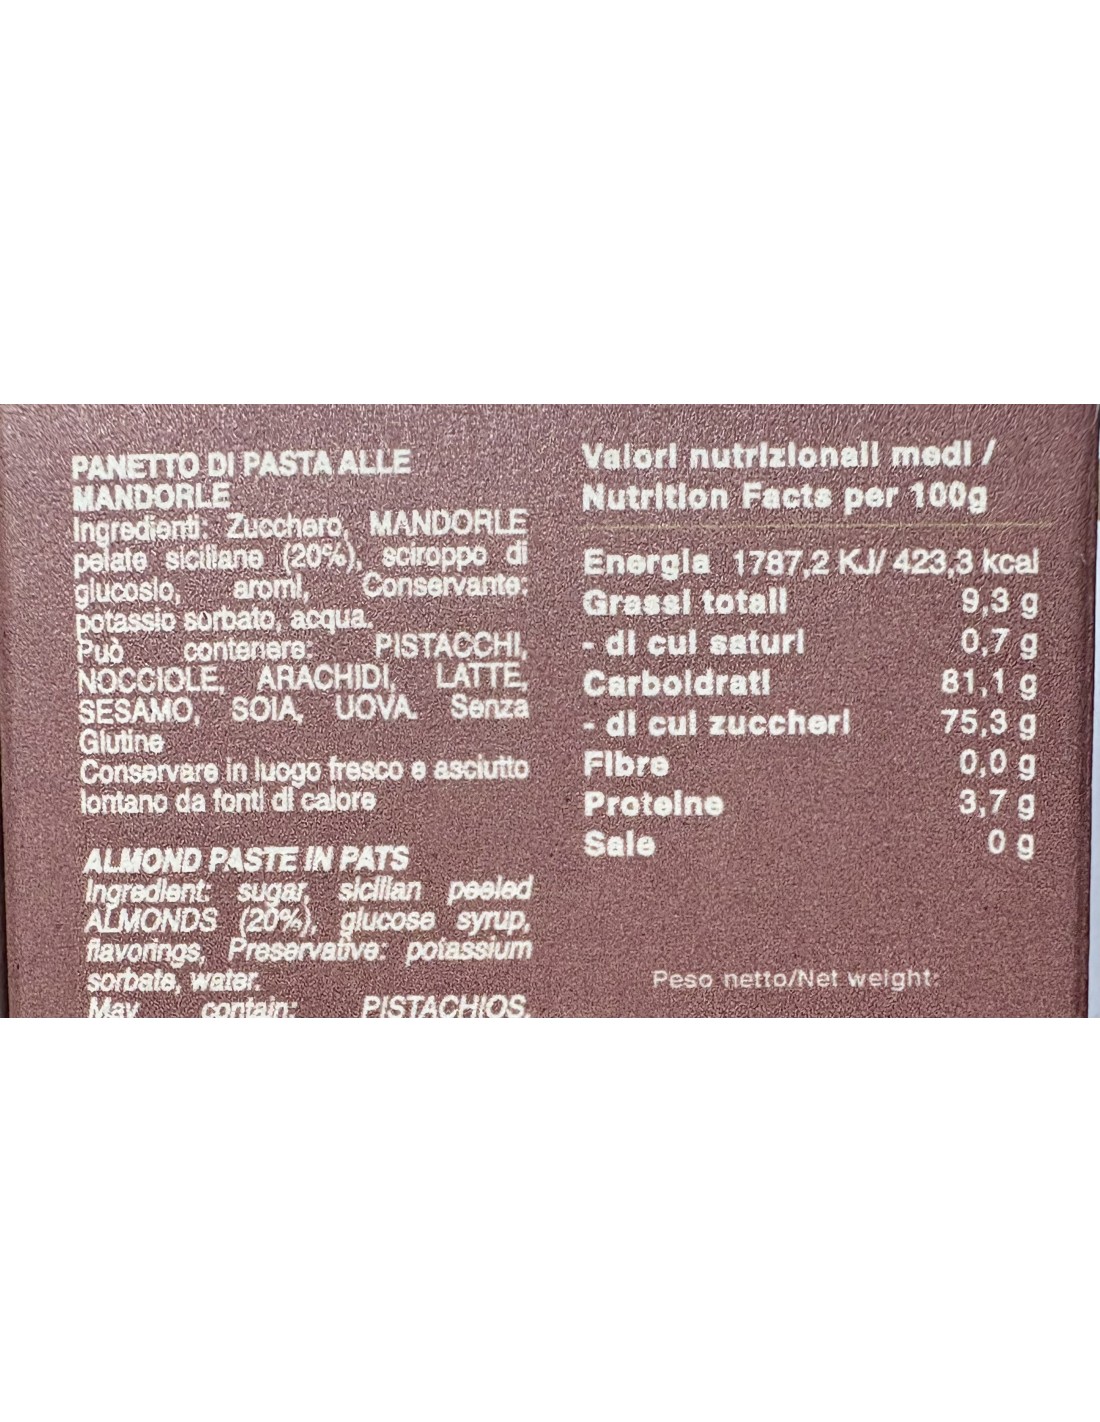 PANETTO DI PASTA ALLE
MANDORLE
Ingredienti: Zucchero, MANDORLE
pelate siciliane (20%), sciroppo di
glucosio, aromi, Conservante:
potassio sorbato, acqua.
Può contenere: PISTACCHI,
NOCCIOLE, ARACHIDI, LATTE,
SESAMO, SOIA, UOVA. Senza
Glutine
Conservare in luogo fresco e asciutto
lontano da fonti di calore
ALMOND PASTE IN PATS
Ingredient: sugar, sicilian peeled
ALMONDS (20%), glucose syrup,
flavorings, Preservative: potassium
sorbate, water.
May contain: PISTACHIOS,
Valori nutrizionali medi /
Nutrition Facts per 100g
Energia 1787,2 KJ/ 423,3 kcal
Grassi totali 9,3 g
- di cui saturi 0,7 g
Carboidrati 81,1 g
- di cui zuccheri 75,3 g
Fibre 0,0 g
Proteine 3,7 g
Sale 0 g
Peso netto/Net weight: